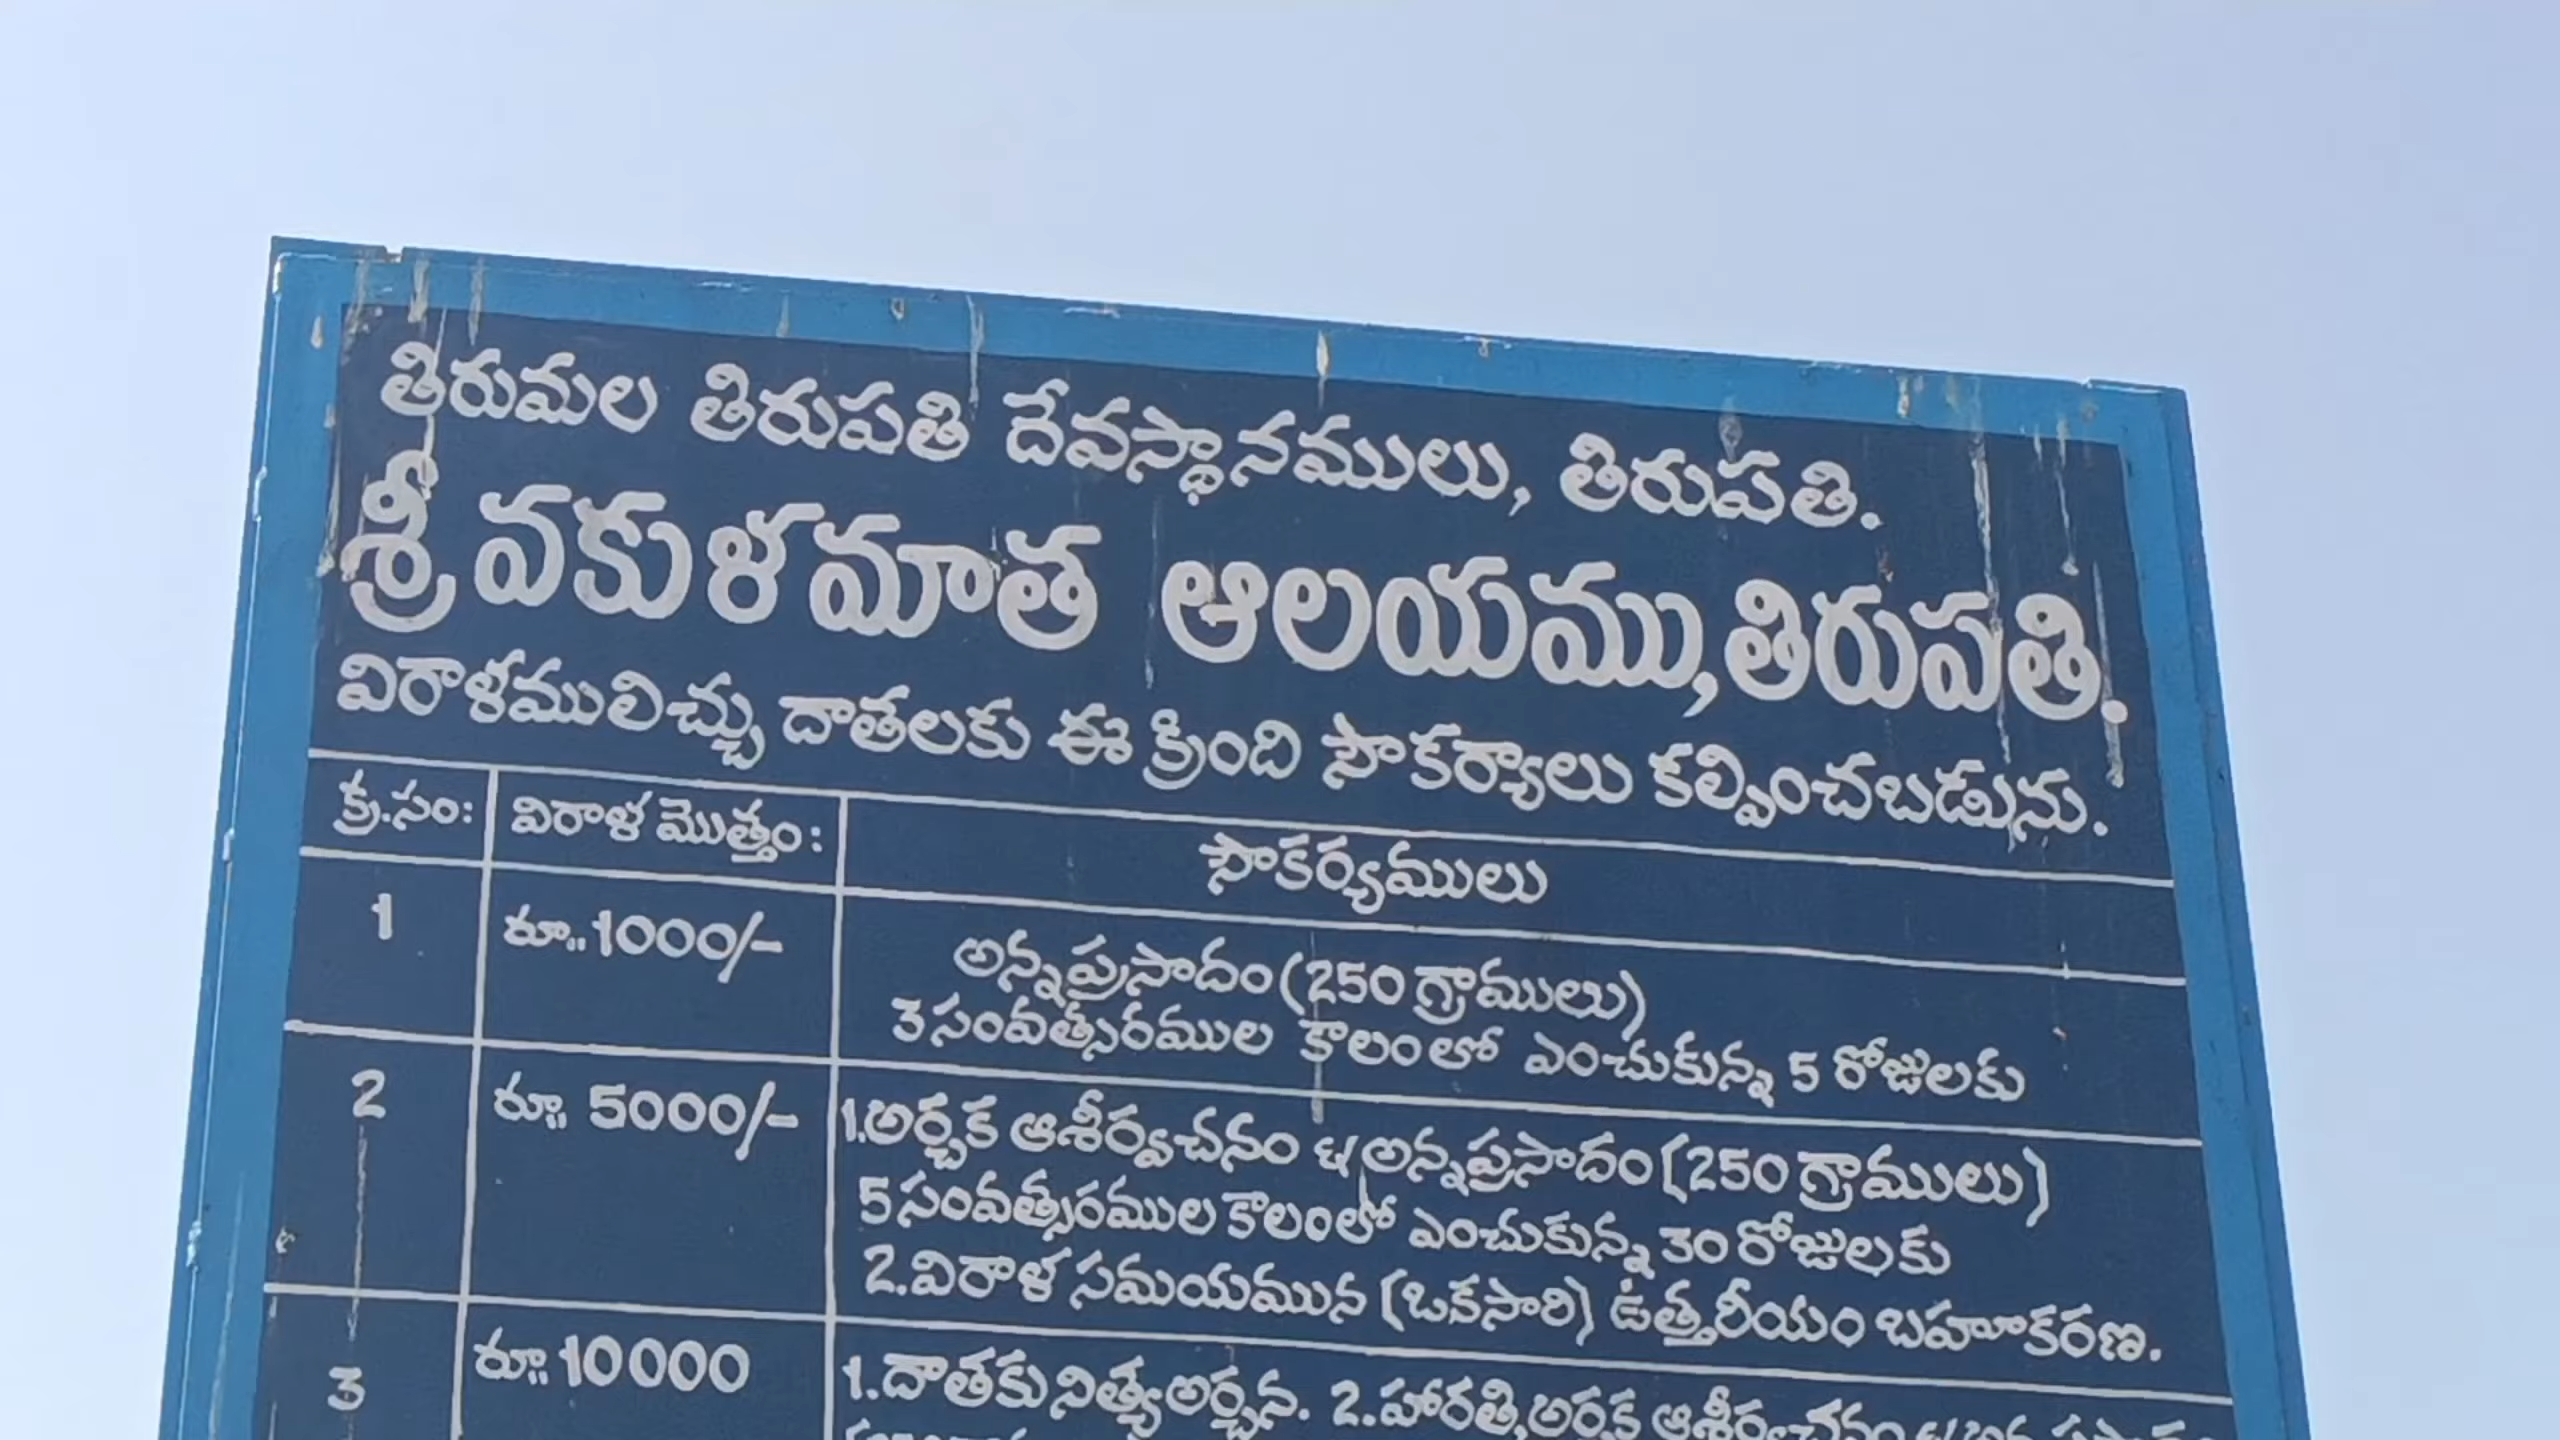 తిరుమల తిరుపతి దేవస్థానములు, తిరుపతి.
శ్రీ వకుళమాత ఆలయము, తిరుపతి.
విరాళములిచ్చు దాతలకు ఈ క్రింది సౌకర్యాలు కల్పించబడును.
క్ర.సం: విరాళ మొత్తం: సౌకర్యములు
1 రూ..1000/- అన్నప్రసాదం (250 గ్రాములు)
3 సంవత్సరముల కాలంలో ఎంచుకున్న 5 రోజులకు
2 రూ.. 5000/- 1.అర్చక ఆశీర్వచనం & అన్నప్రసాదం (250 గ్రాములు)
5 సంవత్సరముల కాలంలో ఎంచుకున్న 30 రోజులకు
2.విరాళ సమయమున (ఒకసారి) ఉత్తరీయం బహూకరణ.
3 రూ.. 10000 1.దాతకు నిత్య అర్చన. 2.హారతి, అర్చక ఆశీర్వచనం &